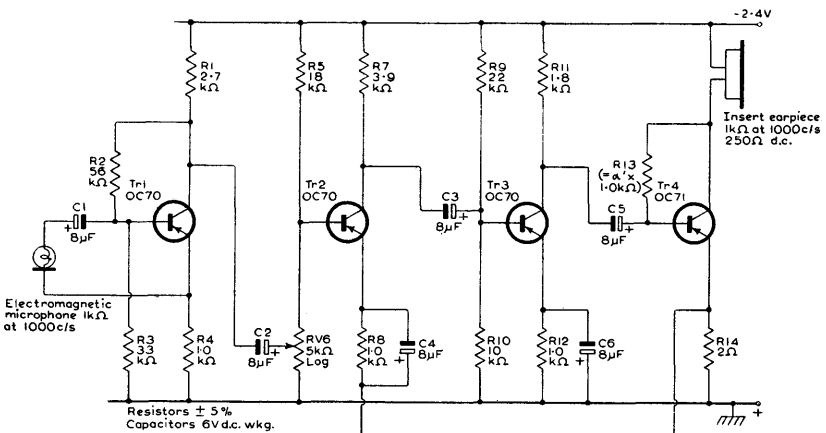 -2·4V
R1
2·7
kΩ
R5
18
kΩ
R7
3·9
kΩ
R9
22
kΩ
R11
1·8
kΩ
Insert earpiece
1kΩ at 1000c/s
250Ω d.c.
R2
56
kΩ
R13
(=α'x
1·0kΩ)
Tr1
OC70
Tr2
OC70
Tr3
OC70
Tr4
OC71
C1
+
8µF
C3
+
8µF
C5
+
8µF
Electromagnetic
microphone 1kΩ
at 1000c/s
R3
33
kΩ
R4
1·0
kΩ
C2
+
8µF
RV6
5kΩ
Log
R8
1·0
kΩ
C4
8µF
+
R10
10
kΩ
R12
1·0
kΩ
C6
8µF
+
R14
2Ω
Resistors ± 5%
Capacitors 6V d.c. wkg.
+